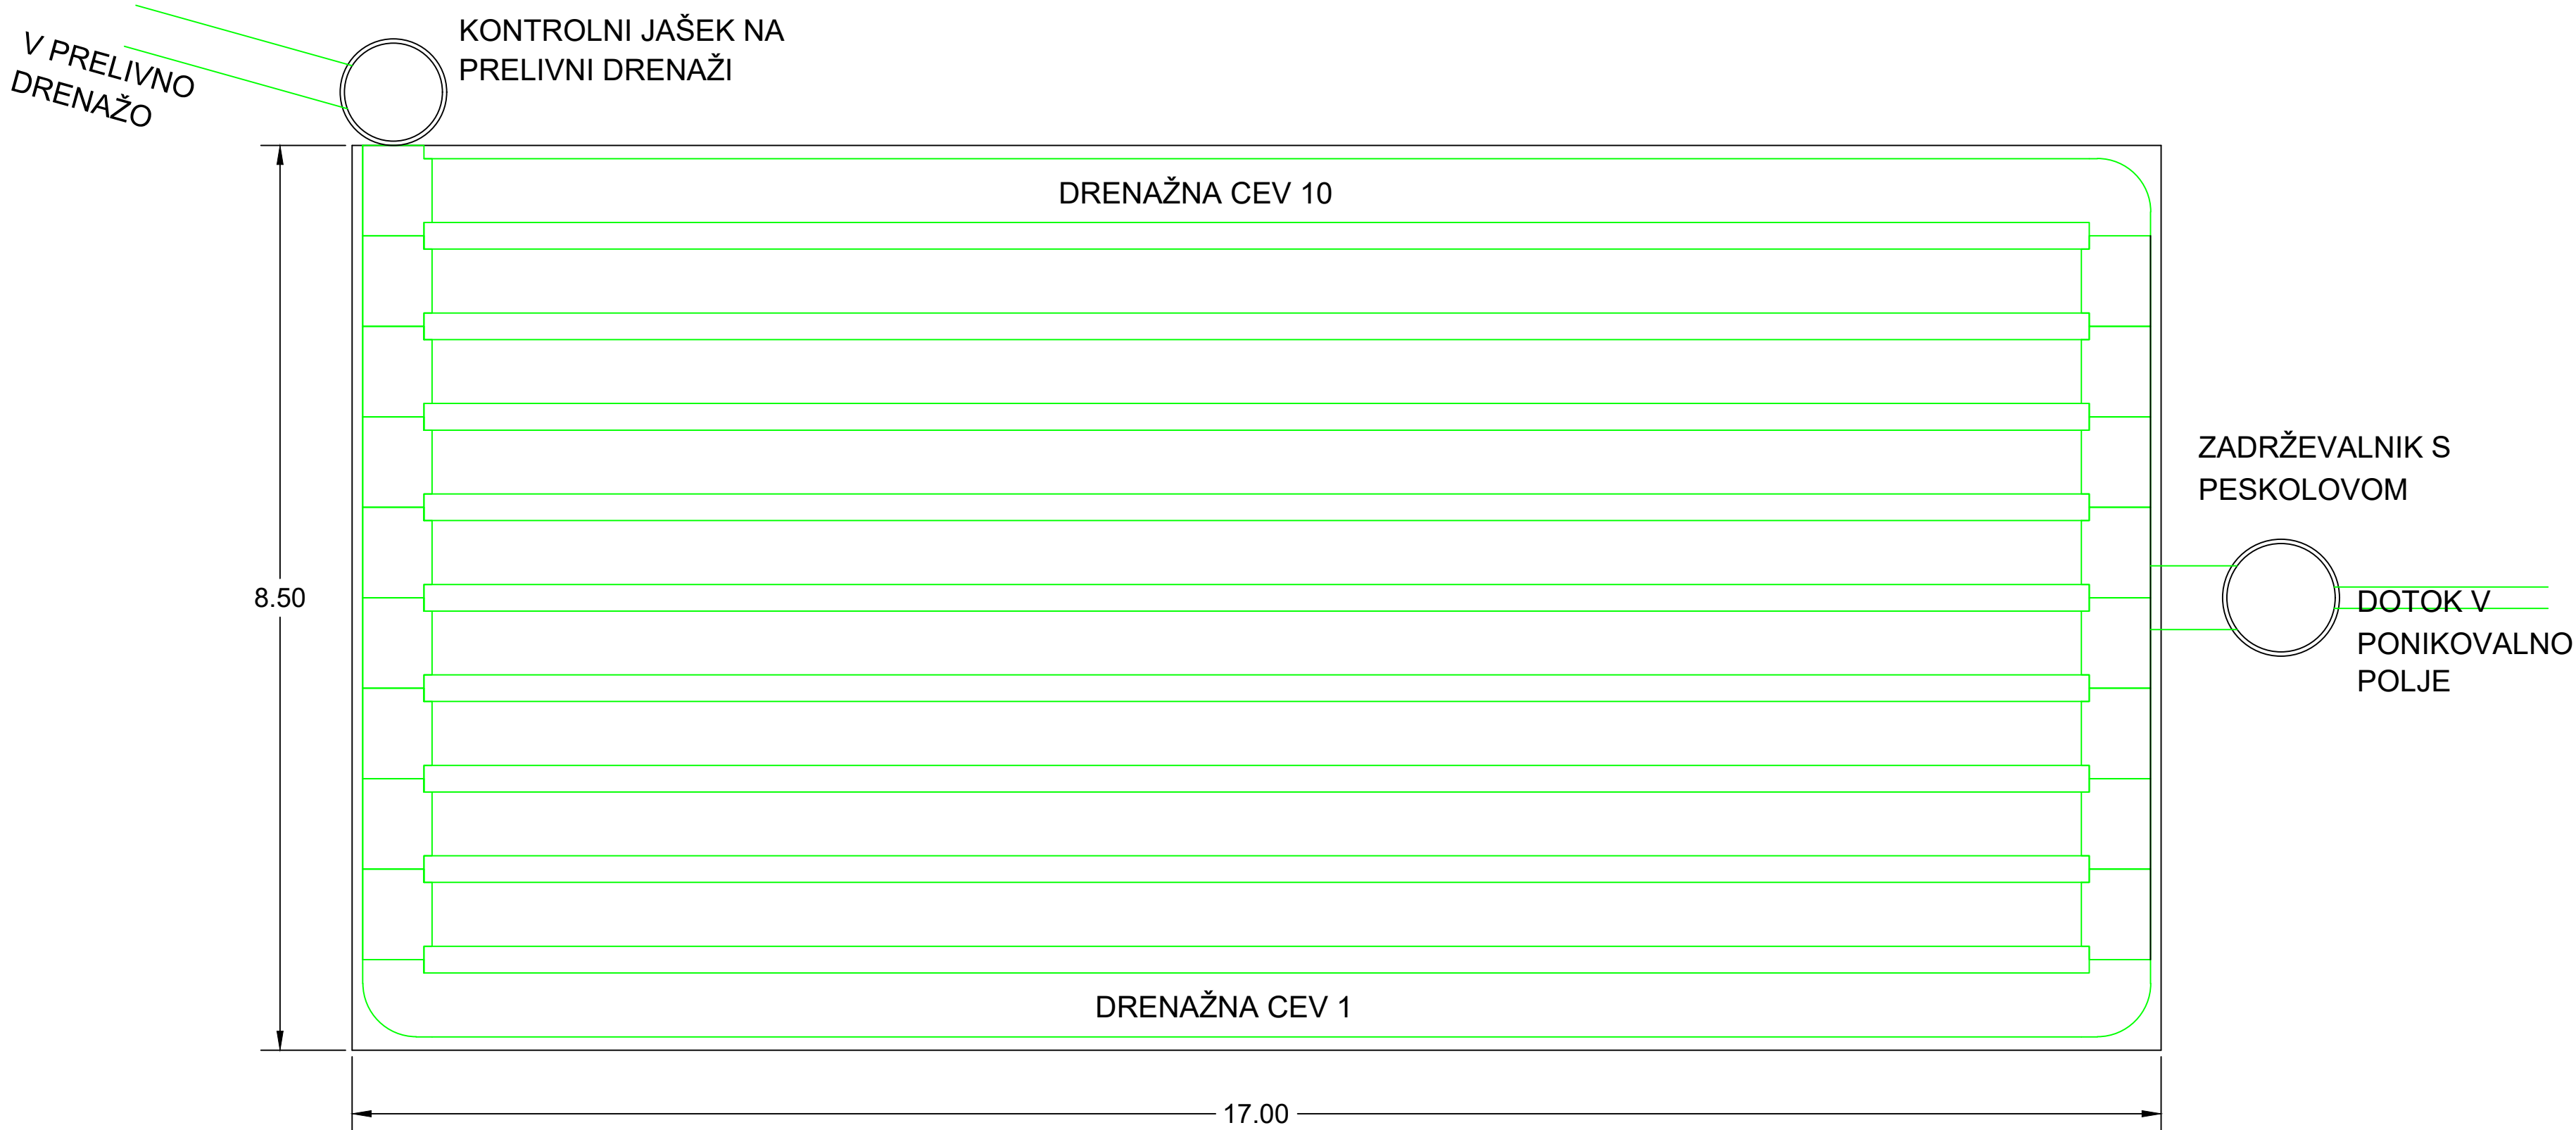 V PRELIVNO
DRENAŽO
KONTROLNI JAŠEK NA
PRELIVNI DRENAŽI
DRENAŽNA CEV 10
ZADRŽEVALNIK S
PESKOLOVOM
8.50
DOTOK V
PONIKOVALNO
POLJE
DRENAŽNA CEV 1
17.00